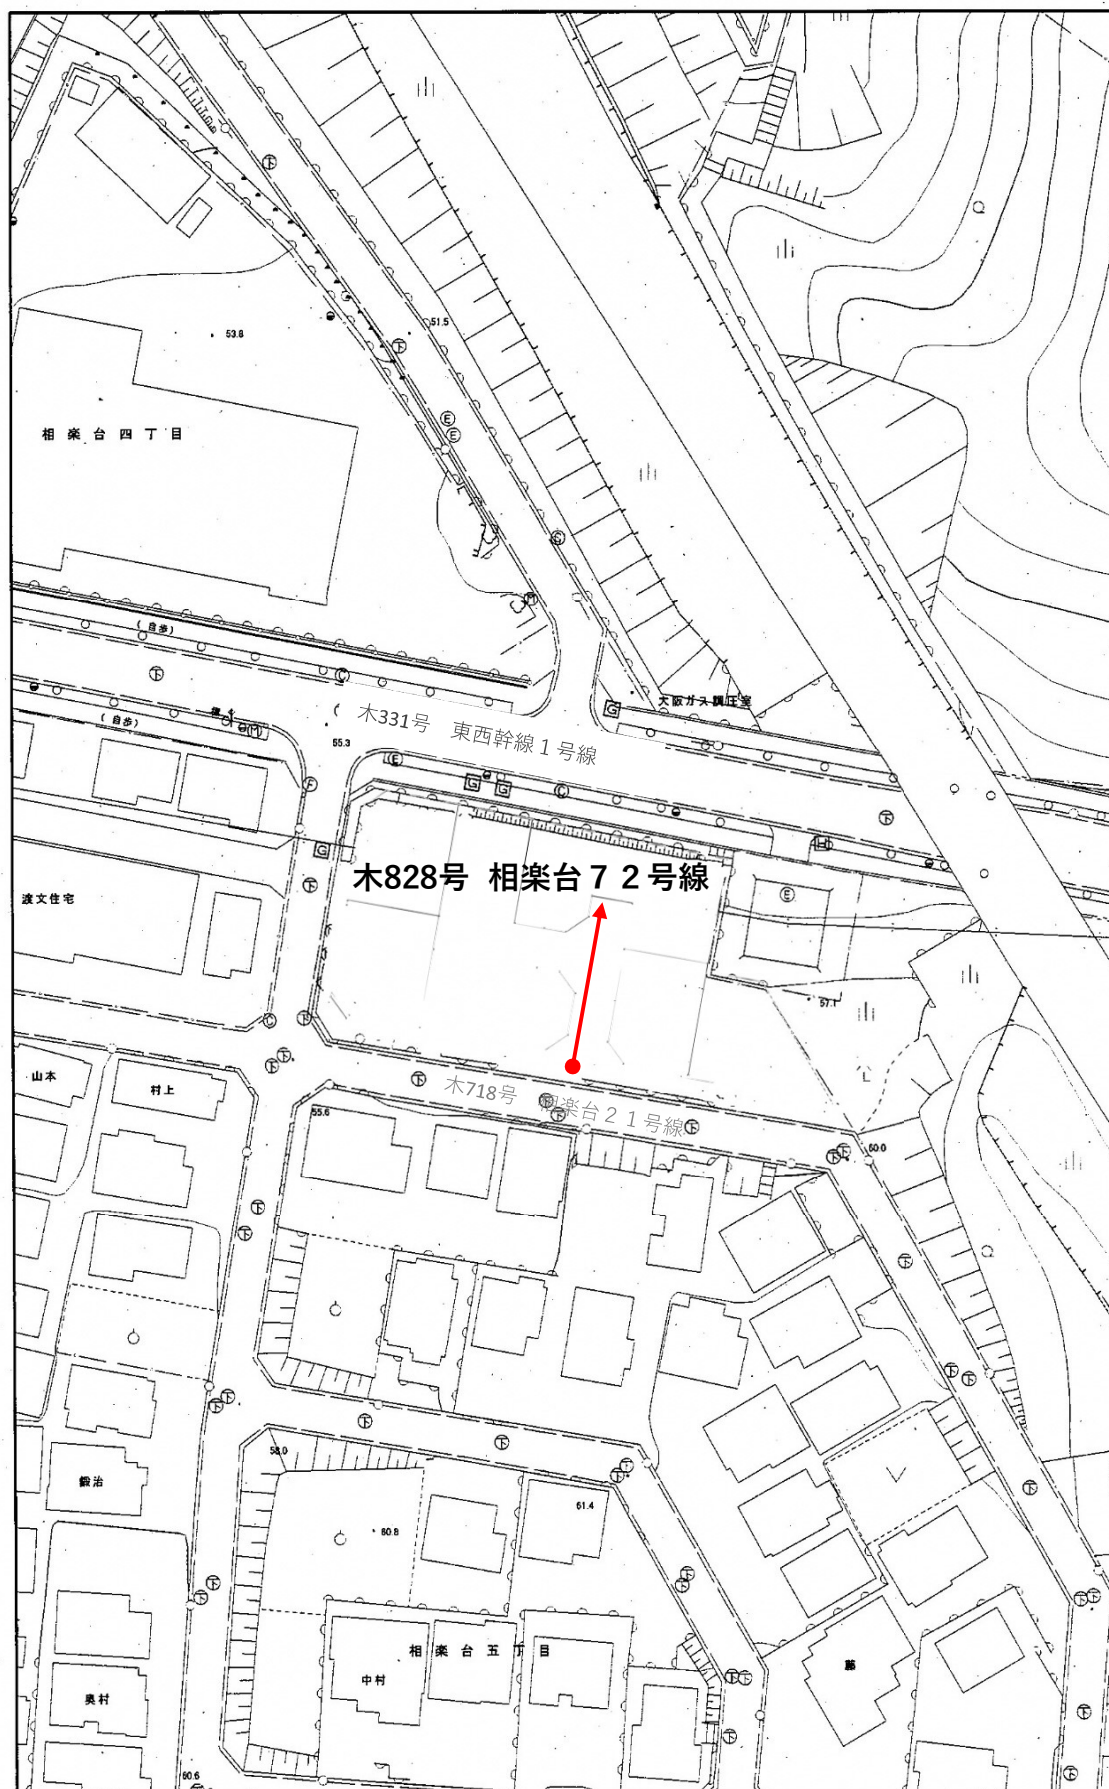 51.5
53.8
相楽台四丁目
(自歩)
大阪ガス調圧室
(自歩)
木331号 東西幹線1号線
55.3
木828号 相楽台72号線
渡文住宅
57.1
山本
村上
木718号 相楽台21号線
55.6
60.0
58.0
鍛治
61.4
60.8
相楽台五丁目
中村
藤
奥村
60.6